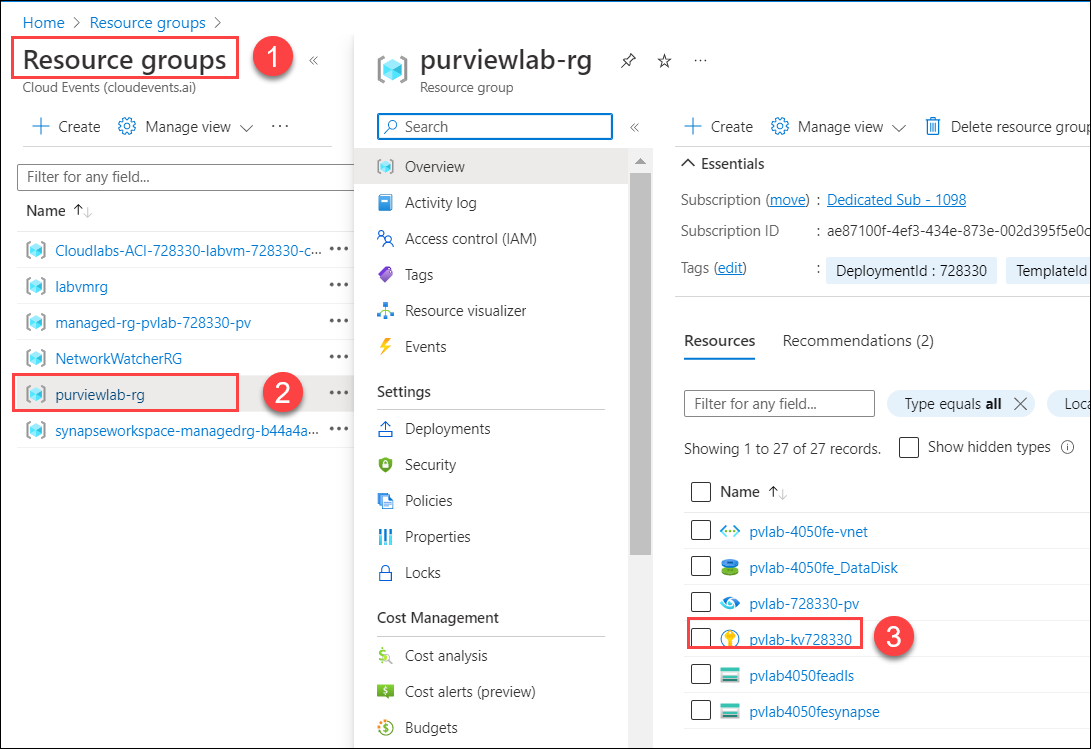 Home > Resource groups >
Resource groups
1
«
Cloud Events (cloudevents.ai)
Create
Manage view
...
Filter for any field...
Name ↑↓
Cloudlabs-ACI-728330-labvm-728330-c...
labvmrg
managed-rg-pvlab-728330-pv
NetworkWatcherRG
purviewlab-rg
2
synapseworkspace-managedrg-b44a4a...
purviewlab-rg
...
Resource group
Search
«
Overview
Activity log
Access control (IAM)
Tags
Resource visualizer
Events
Settings
Deployments
Security
Policies
Properties
Locks
Cost Management
Cost analysis
Cost alerts (preview)
Budgets
Create
Manage view
Delete resource group
Essentials
Subscription (move) : Dedicated Sub - 1098
Subscription ID : ae87100f-4ef3-434e-873e-002d395f5e0c
Tags (edit) : DeploymentId : 728330 TemplateId
Resources
Recommendations (2)
Filter for any field...
Type equals all
Loca
Showing 1 to 27 of 27 records.
Show hidden types
Name ↑↓
pvlab-4050fe-vnet
pvlab-4050fe_DataDisk
pvlab-728330-pv
pvlab-kv728330
3
pvlab4050feadls
pvlab4050fesynapse